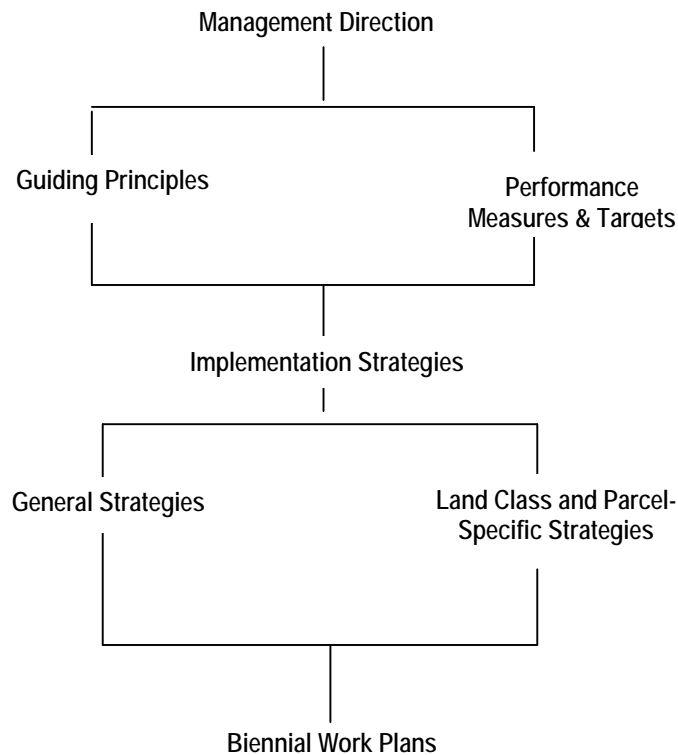 Management Direction
Guiding Principles
Performance
Measures & Targets
Implementation Strategies
General Strategies
Land Class and Parcel-
Specific Strategies
Biennial Work Plans